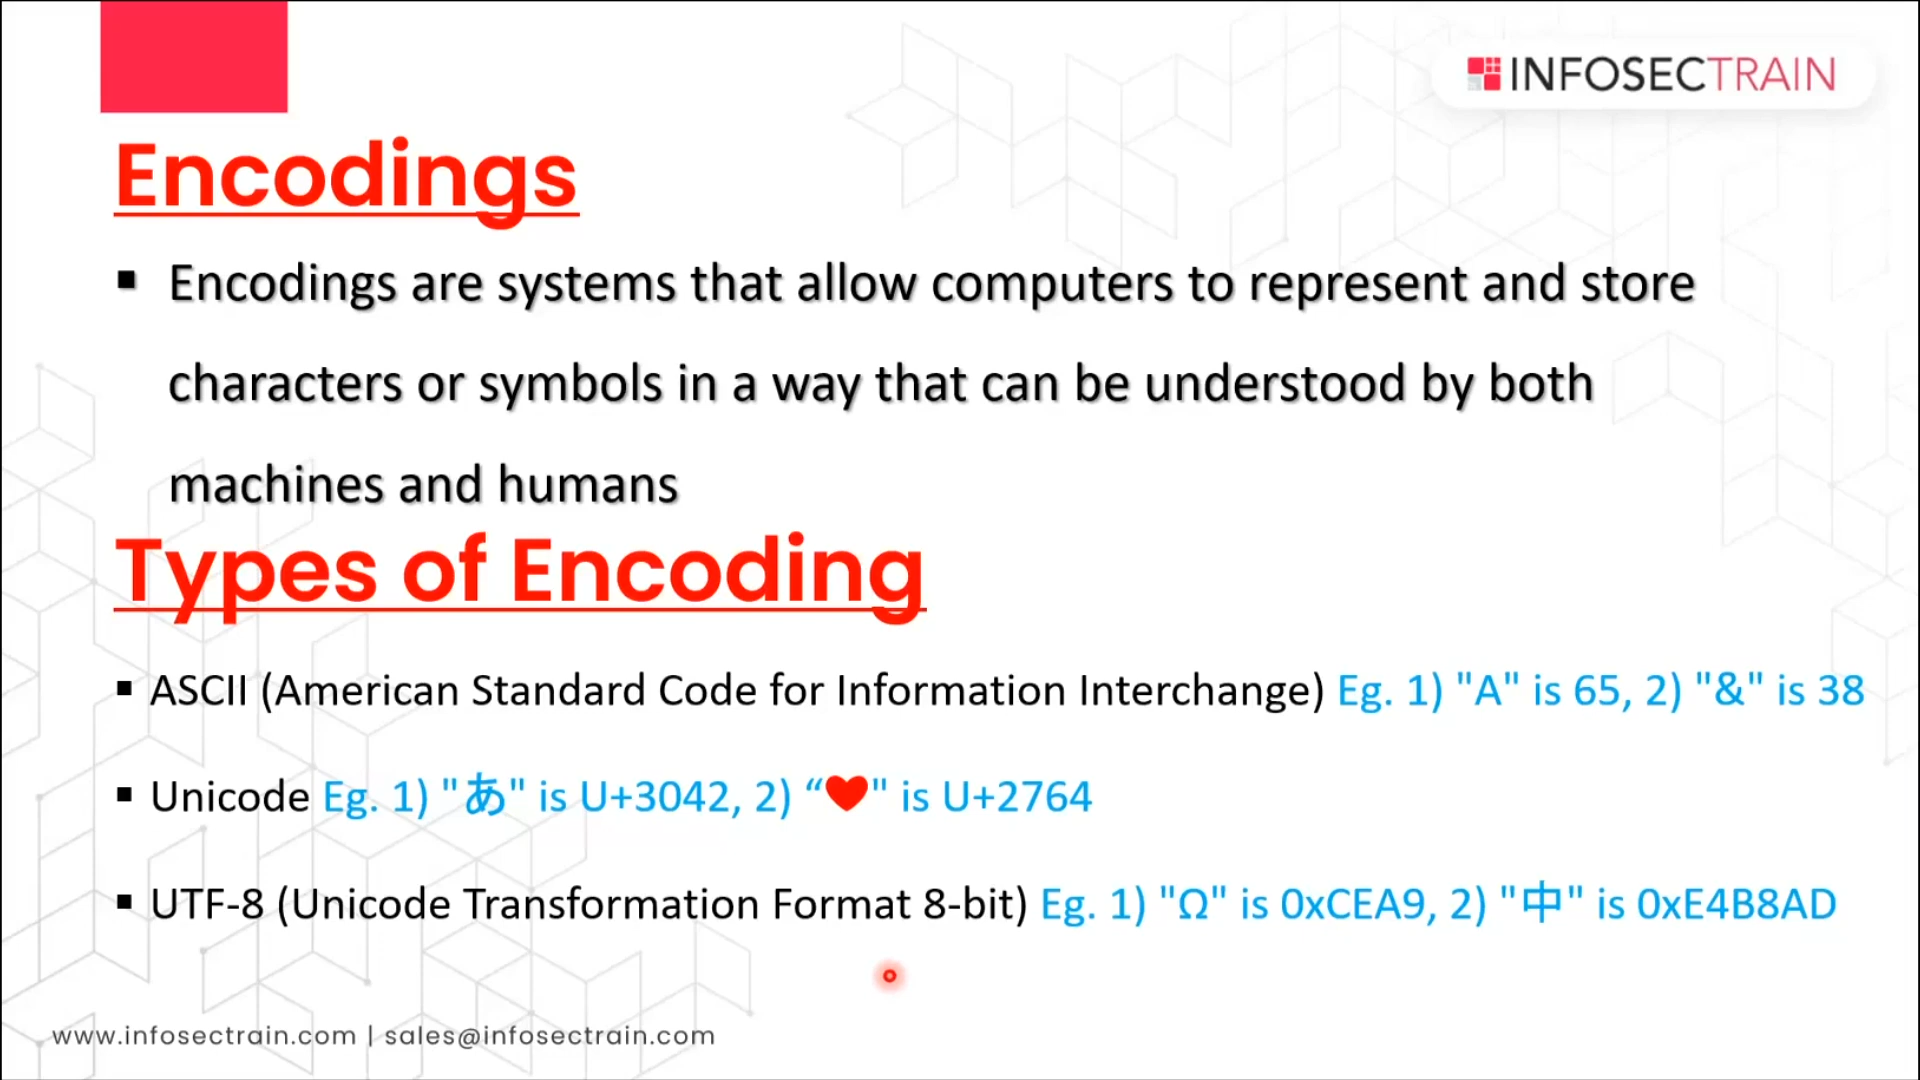 INFOSECTRAIN
Encodings
▪ Encodings are systems that allow computers to represent and store
characters or symbols in a way that can be understood by both
machines and humans
Types of Encoding
▪ ASCII (American Standard Code for Information Interchange) Eg. 1) "A" is 65, 2) "&" is 38
▪ Unicode Eg. 1) "あ" is U+3042, 2) “❤" is U+2764
▪ UTF-8 (Unicode Transformation Format 8-bit) Eg. 1) "Ω" is 0xCEA9, 2) "中" is 0xE4B8AD
www.infosectrain.com | sales@infosectrain.com